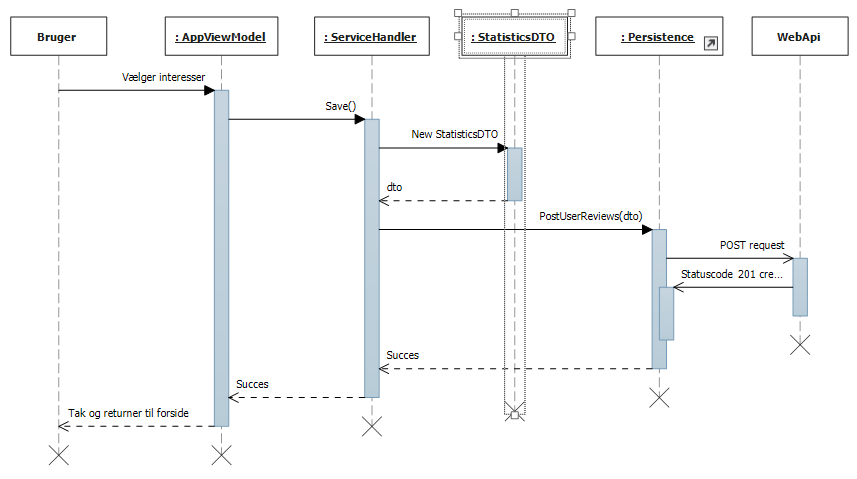 Bruger
: AppViewModel
: ServiceHandler
: StatisticsDTO
: Persistence
WebApi
Vælger interesser
Save()
New StatisticsDTO
dto
PostUserReviews(dto)
POST request
Statuscode 201 cre...
Succes
Succes
Tak og returner til forside